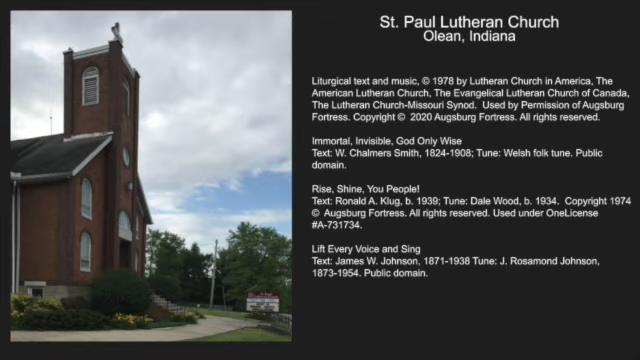 St. Paul Lutheran Church
Olean, Indiana
Liturgical text and music, © 1978 by Lutheran Church in America, The
American Lutheran Church, The Evangelical Lutheran Church of Canada,
The Lutheran Church-Missouri Synod.  Used by Permission of Augsburg
Fortress. Copyright ©  2020 Augsburg Fortress. All rights reserved.
Immortal, Invisible, God Only Wise
Text: W. Chalmers Smith, 1824-1908; Tune: Welsh folk tune. Public
domain.
Rise, Shine, You People!
Text: Ronald A. Klug, b. 1939; Tune: Dale Wood, b. 1934.  Copyright 1974
©  Augsburg Fortress. All rights reserved. Used under OneLicense
#A-731734.
Lift Every Voice and Sing
Text: James W. Johnson, 1871-1938 Tune: J. Rosamond Johnson,
1873-1954. Public domain.